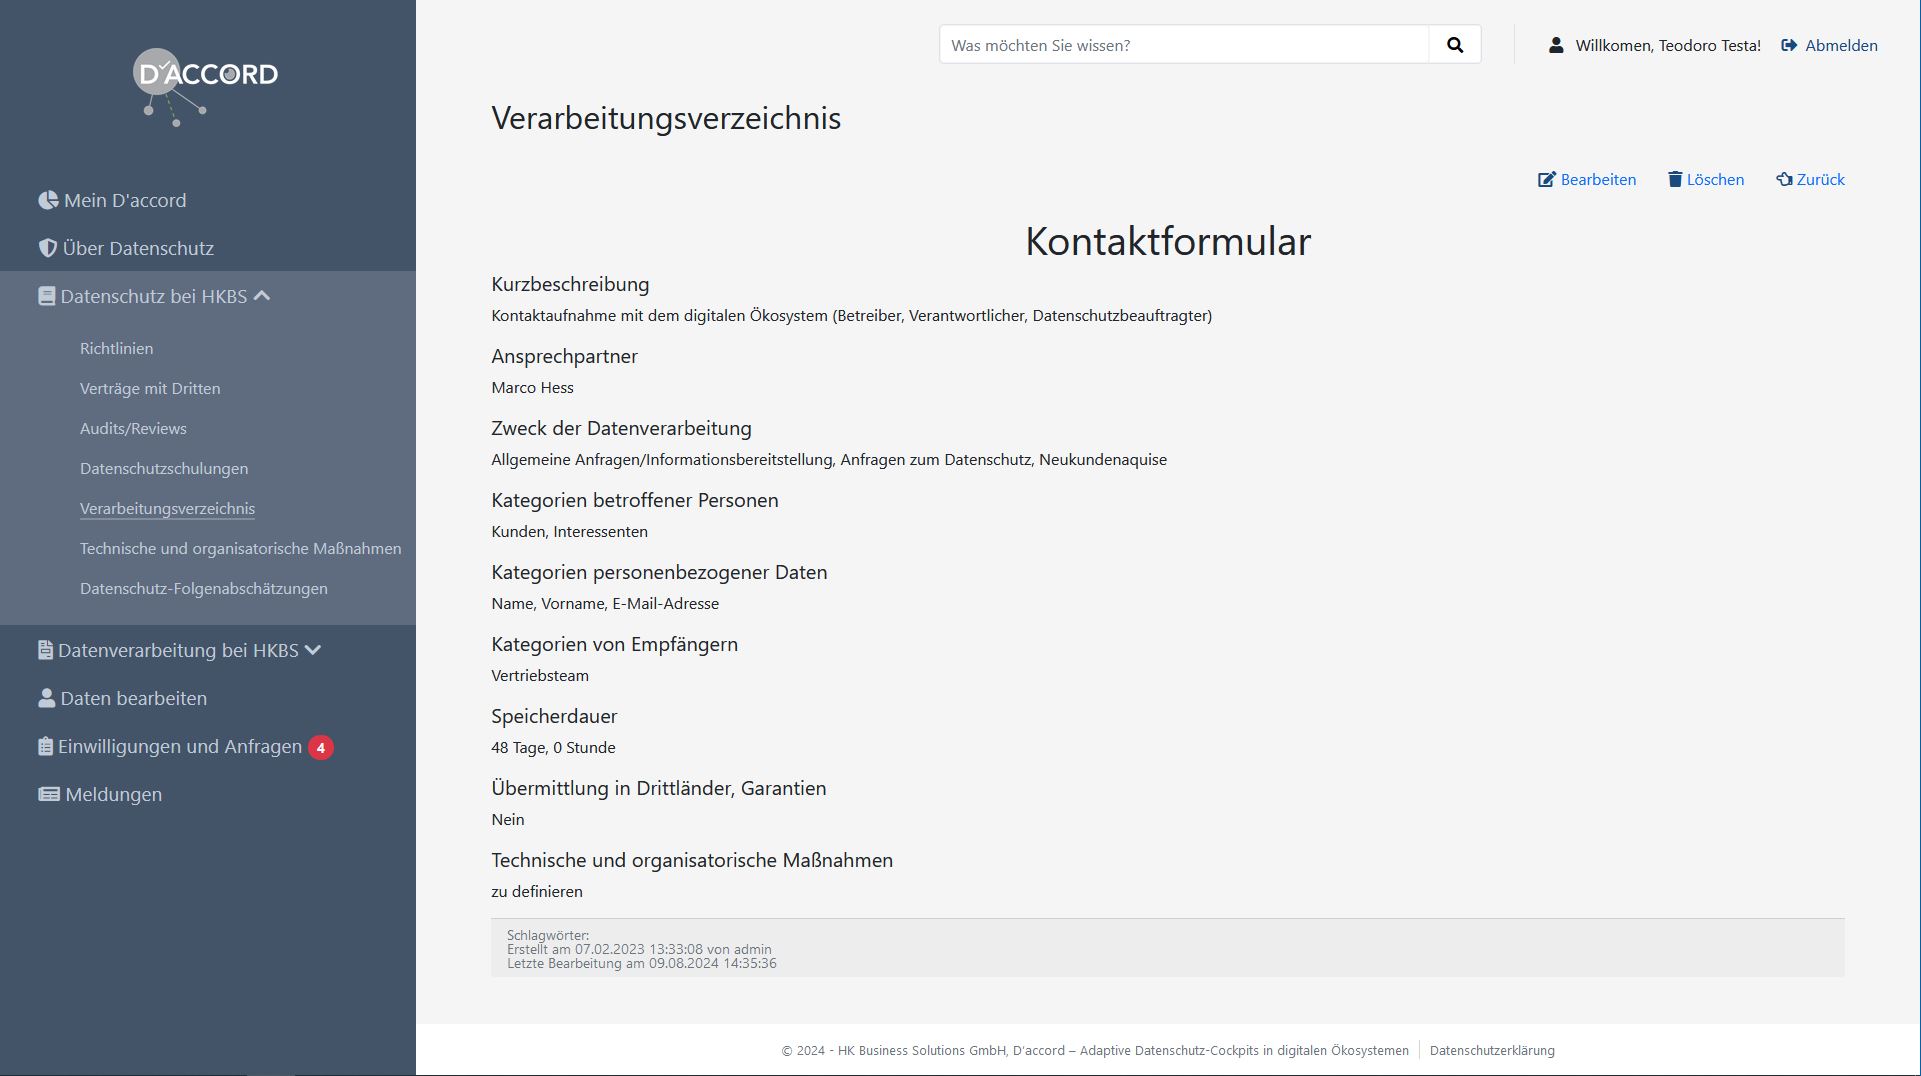 D'ACCORD
Was möchten Sie wissen?
Willkomen, Teodoro Testa!
Abmelden
Mein D'accord
Über Datenschutz
Datenschutz bei HKBS
Richtlinien
Verträge mit Dritten
Audits/Reviews
Datenschutzschulungen
Verarbeitungsverzeichnis
Technische und organisatorische Maßnahmen
Datenschutz-Folgenabschätzungen
Datenverarbeitung bei HKBS
Daten bearbeiten
Einwilligungen und Anfragen 4
Meldungen
Verarbeitungsverzeichnis
Bearbeiten
Löschen
Zurück
Kontaktformular
Kurzbeschreibung
Kontaktaufnahme mit dem digitalen Ökosystem (Betreiber, Verantwortlicher, Datenschutzbeauftragter)
Ansprechpartner
Marco Hess
Zweck der Datenverarbeitung
Allgemeine Anfragen/Informationsbereitstellung, Anfragen zum Datenschutz, Neukundenaquise
Kategorien betroffener Personen
Kunden, Interessenten
Kategorien personenbezogener Daten
Name, Vorname, E-Mail-Adresse
Kategorien von Empfängern
Vertriebsteam
Speicherdauer
48 Tage, 0 Stunde
Übermittlung in Drittländer, Garantien
Nein
Technische und organisatorische Maßnahmen
zu definieren
Schlagwörter:
Erstellt am 07.02.2023 13:33:08 von admin
Letzte Bearbeitung am 09.08.2024 14:35:36
© 2024 - HK Business Solutions GmbH, D'accord – Adaptive Datenschutz-Cockpits in digitalen Ökosystemen
Datenschutzerklärung